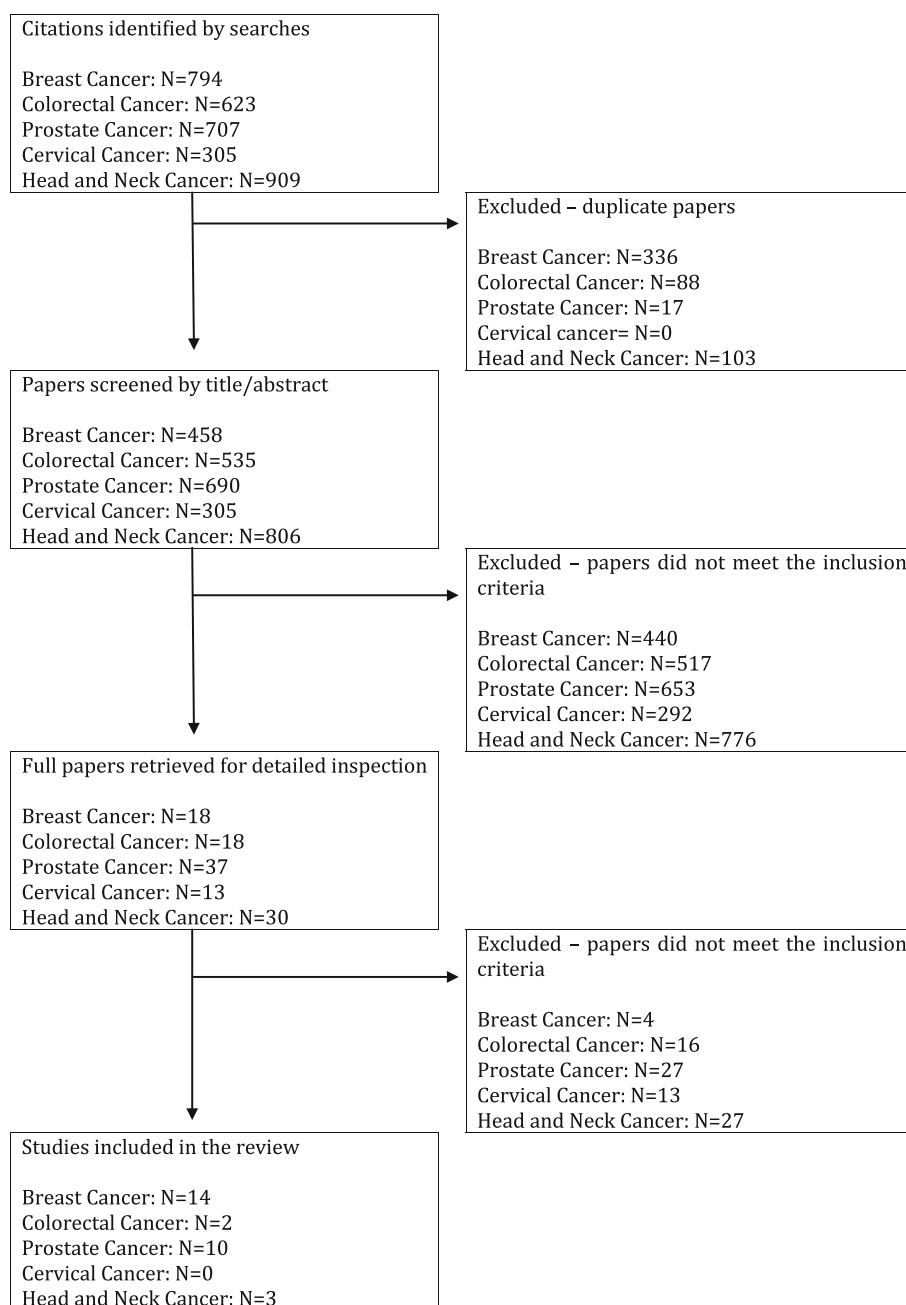 Citations identified by searches
Breast Cancer: N=794
Colorectal Cancer: N=623
Prostate Cancer: N=707
Cervical Cancer: N=305
Head and Neck Cancer: N=909
Excluded – duplicate papers
Breast Cancer: N=336
Colorectal Cancer: N=88
Prostate Cancer: N=17
Cervical cancer= N=0
Head and Neck Cancer: N=103
Papers screened by title/abstract
Breast Cancer: N=458
Colorectal Cancer: N=535
Prostate Cancer: N=690
Cervical Cancer: N=305
Head and Neck Cancer: N=806
Excluded – papers did not meet the inclusion
criteria
Breast Cancer: N=440
Colorectal Cancer: N=517
Prostate Cancer: N=653
Cervical Cancer: N=292
Head and Neck Cancer: N=776
Full papers retrieved for detailed inspection
Breast Cancer: N=18
Colorectal Cancer: N=18
Prostate Cancer: N=37
Cervical Cancer: N=13
Head and Neck Cancer: N=30
Excluded – papers did not meet the inclusion
criteria
Breast Cancer: N=4
Colorectal Cancer: N=16
Prostate Cancer: N=27
Cervical Cancer: N=13
Head and Neck Cancer: N=27
Studies included in the review
Breast Cancer: N=14
Colorectal Cancer: N=2
Prostate Cancer: N=10
Cervical Cancer: N=0
Head and Neck Cancer: N=3